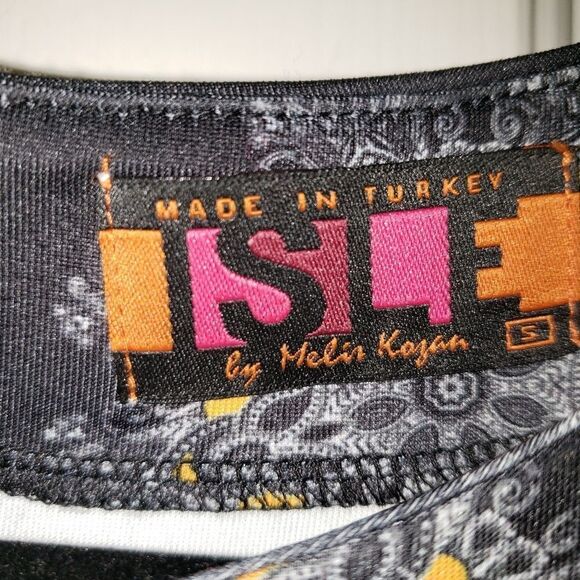 MADE IN TURKEY
ISLE
by Melis Kozan
S